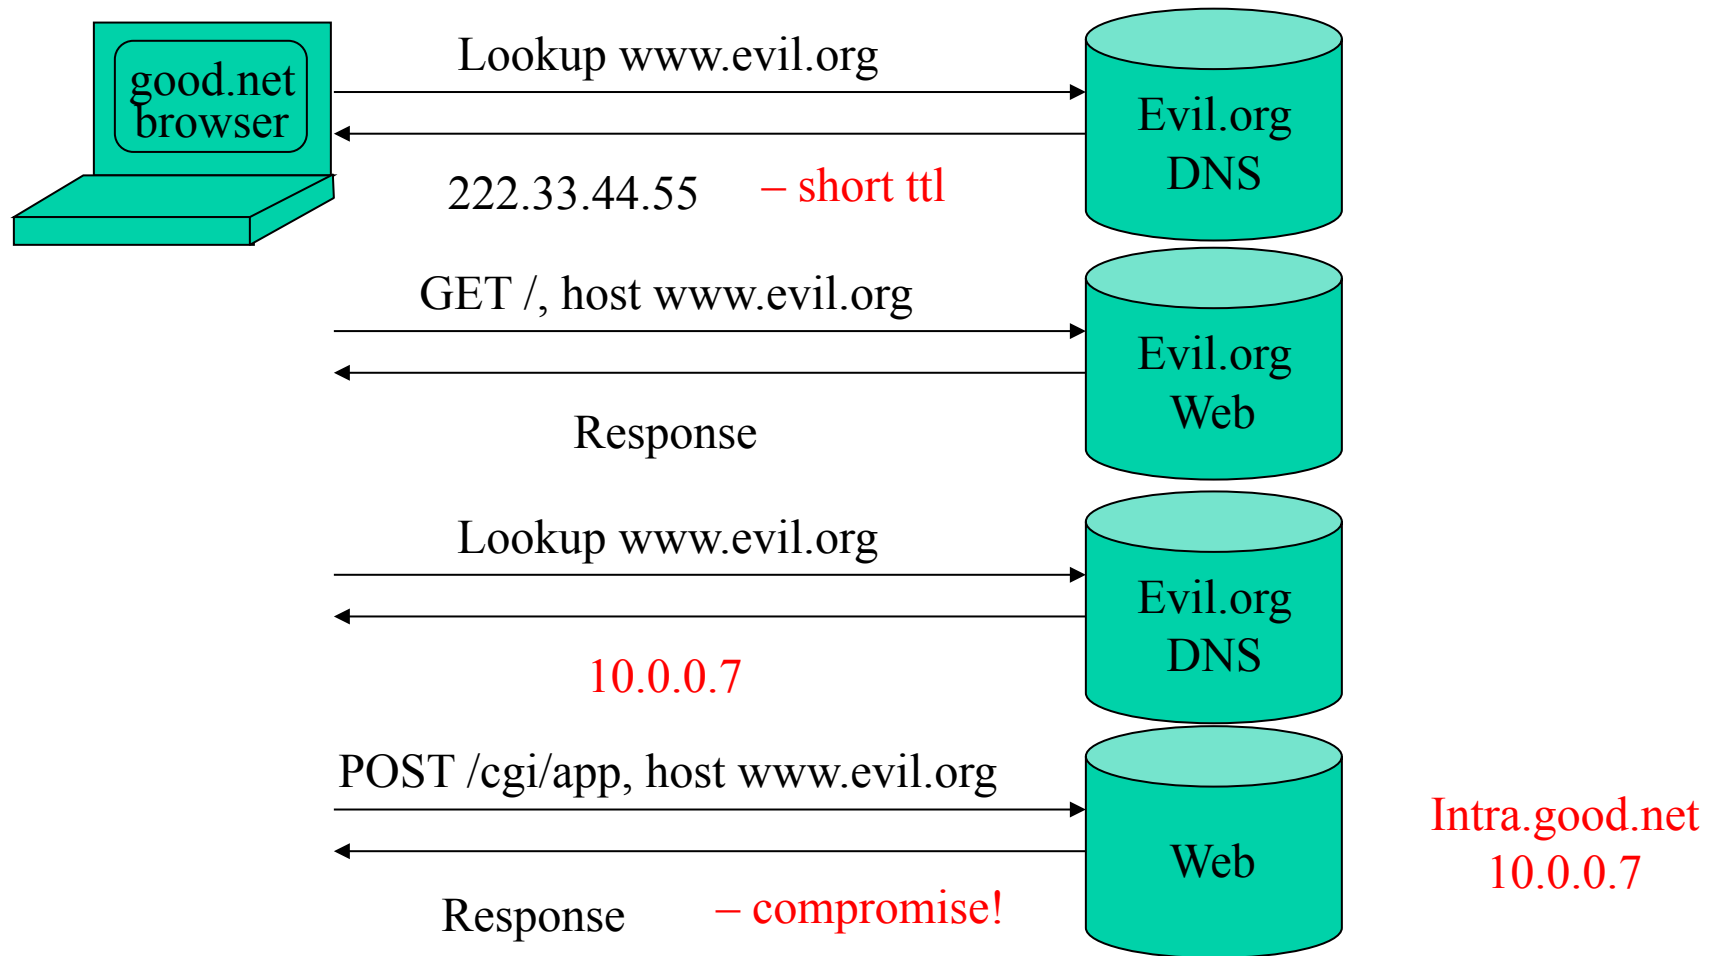 good.net
browser
Lookup www.evil.org
222.33.44.55 – short ttl
Evil.org
DNS
GET /, host www.evil.org
Response
Evil.org
Web
Lookup www.evil.org
10.0.0.7
Evil.org
DNS
POST /cgi/app, host www.evil.org
Response – compromise!
Web
Intra.good.net
10.0.0.7